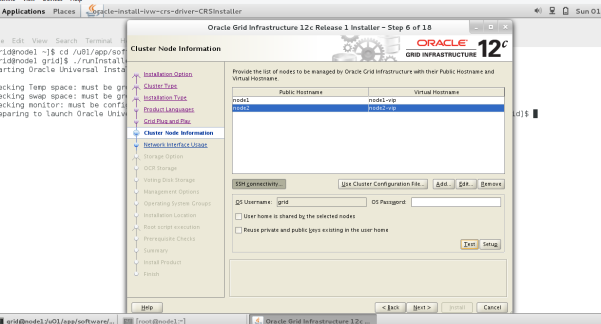 Applications Places oracle-install-ivw-crs-driver-CRSInstaller Sun 01
Oracle Grid Infrastructure 12c Release 1 Installer - Step 6 of 18
Edit View Search
grid@node1 ~]$ cd /u01/app/sof
rid@node1 grid]$ ./runInstall
arting Oracle Universal Insta
ecking Temp space: must be gr
ecking swap space: must be gr
ecking monitor: must be confi
eparing to launch Oracle Unive
id]$
Cluster Node Information
ORACLE
GRID INFRASTRUCTURE 12c
Installation Option
Cluster Type
Installation Type
Product Languages
Grid Plug and Play
Cluster Node Information
Network Interface Usage
Storage Option
OCR Storage
Voting Disk Storage
Management Options
Operating System Groups
Installation Location
Root script execution
Prerequisite Checks
Summary
Install Product
Finish
Provide the list of nodes to be managed by Oracle Grid Infrastructure with their Public Hostname and
Virtual Hostname.
Public Hostname Virtual Hostname
node1 node1-vip
node2 node2-vip
SSH connectivity... Use Cluster Configuration File... Add... Edit... Remove
OS Username: grid OS Password:
User home is shared by the selected nodes
Reuse private and public keys existing in the user home
Test Setup
Help < Back Next > Install Cancel
grid@node1:/u01/app/software/... [root@node1:~] Oracle Grid Infrastructure 12c ...